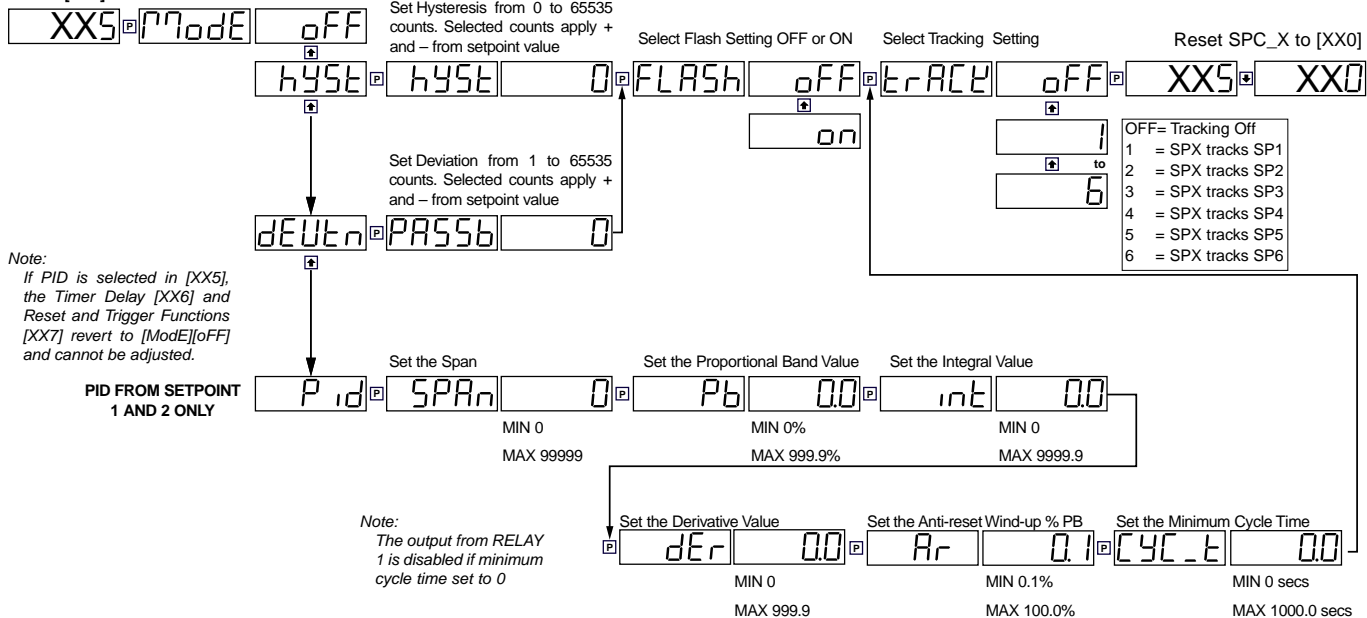 Set Hysteresis from 0 to 65535
counts. Selected counts apply +
and – from setpoint value
XX5 P ModE oFF
Select Flash Setting OFF or ON
Select Tracking Setting
Reset SPC_X to [XX0]
hYSt P hYSt 0 P FLASh oFF P trACK oFF P XX5 XX0
on
1
to
6
OFF= Tracking Off
1 = SPX tracks SP1
2 = SPX tracks SP2
3 = SPX tracks SP3
4 = SPX tracks SP4
5 = SPX tracks SP5
6 = SPX tracks SP6
Set Deviation from 1 to 65535
counts. Selected counts apply +
and – from setpoint value
dEUtn P PASSb 0
Note:
If PID is selected in [XX5],
the Timer Delay [XX6] and
Reset and Trigger Functions
[XX7] revert to [ModE][oFF]
and cannot be adjusted.
PID FROM SETPOINT
1 AND 2 ONLY
Set the Span
Set the Proportional Band Value
Set the Integral Value
Pid P SPAn 0 P Pb 0.0 P int 0.0
MIN 0
MAX 99999
MIN 0%
MAX 999.9%
MIN 0
MAX 9999.9
Note:
The output from RELAY
1 is disabled if minimum
cycle time set to 0
Set the Derivative Value
Set the Anti-reset Wind-up % PB
Set the Minimum Cycle Time
P dEr 0.0 P Ar 0.1 P CYC_t 0.0
MIN 0
MAX 999.9
MIN 0.1%
MAX 100.0%
MIN 0 secs
MAX 1000.0 secs